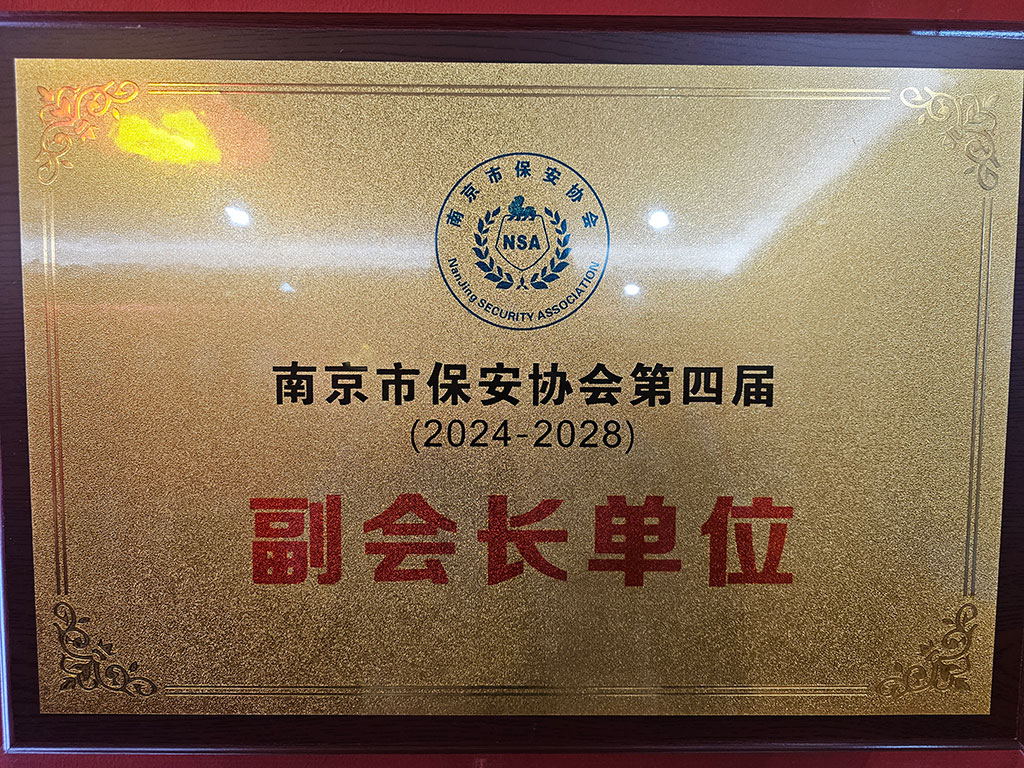 南京市保安协会
NSA
NanJing SECURITY ASSOCIATION
南京市保安协会第四届
(2024-2028)
副会长单位